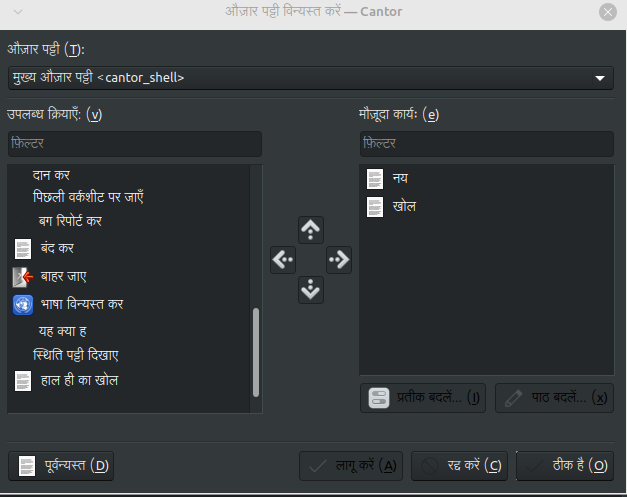 औज़ार पट्टी विन्यस्त करें — Cantor
औज़ार पट्टी (T):
मुख्य औज़ार पट्टी <cantor_shell>
उपलब्ध क्रियाएँ: (v)
मौज़ूदा कार्यः (e)
फ़िल्टर
फ़िल्टर
दान कर
पिछली वर्कशीट पर जाएँ
बग रिपोर्ट कर
बंद कर
बाहर जाए
भाषा विन्यस्त कर
यह क्या ह
स्थिति पट्टी दिखाए
हाल ही का खोल
नय
खोल
प्रतीक बदलें... (I)
पाठ बदलें... (x)
पूर्वन्यस्त (D)
लागू करें (A)
रद्द करें (C)
ठीक है (O)